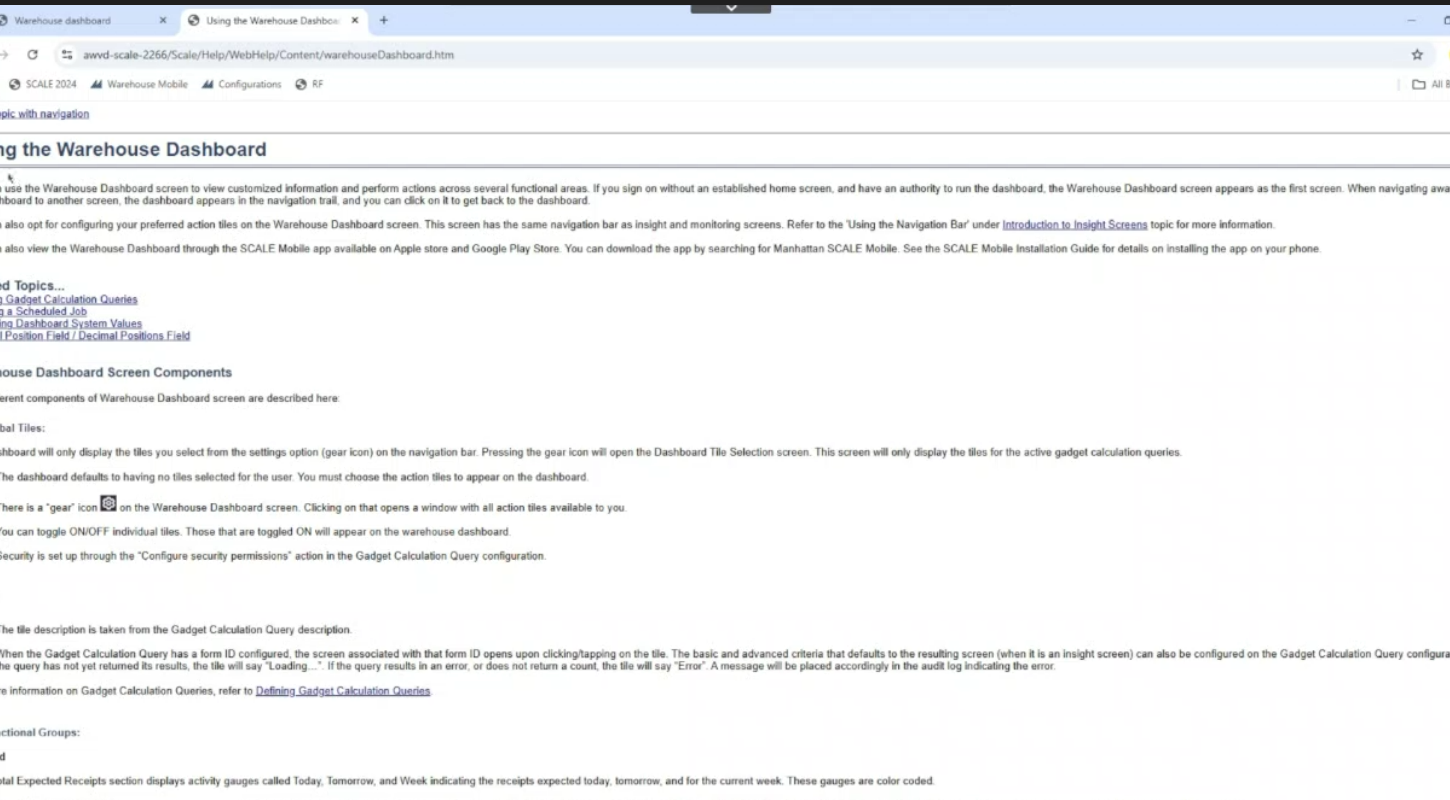 Warehouse dashboard
Using the Warehouse Dashboa
awvd-scale-2266/Scale/Help/WebHelp/Content/warehouseDashboard.htm
SCALE 2024 Warehouse Mobile Configurations RF All B
pic with navigation
ng the Warehouse Dashboard
use the Warehouse Dashboard screen to view customized information and perform actions across several functional areas. If you sign on without an established home screen, and have an authority to run the dashboard, the Warehouse Dashboard screen appears as the first screen. When navigating awa
hboard to another screen, the dashboard appears in the navigation trail, and you can click on it to get back to the dashboard.
also opt for configuring your preferred action tiles on the Warehouse Dashboard screen. This screen has the same navigation bar as insight and monitoring screens. Refer to the 'Using the Navigation Bar' under Introduction to Insight Screens topic for more information.
also view the Warehouse Dashboard through the SCALE Mobile app available on Apple store and Google Play Store. You can download the app by searching for Manhattan SCALE Mobile. See the SCALE Mobile Installation Guide for details on installing the app on your phone.
ed Topics...
g Gadget Calculation Queries
g a Scheduled Job
ing Dashboard System Values
l Position Field / Decimal Positions Field
house Dashboard Screen Components
erent components of Warehouse Dashboard screen are described here:
bal Tiles:
shboard will only display the tiles you select from the settings option (gear icon) on the navigation bar. Pressing the gear icon will open the Dashboard Tile Selection screen. This screen will only display the tiles for the active gadget calculation queries.
The dashboard defaults to having no tiles selected for the user. You must choose the action tiles to appear on the dashboard.
There is a "gear" icon on the Warehouse Dashboard screen. Clicking on that opens a window with all action tiles available to you.
You can toggle ON/OFF individual tiles. Those that are toggled ON will appear on the warehouse dashboard.
Security is set up through the "Configure security permissions" action in the Gadget Calculation Query configuration.
The tile description is taken from the Gadget Calculation Query description.
When the Gadget Calculation Query has a form ID configured, the screen associated with that form ID opens upon clicking/tapping on the tile. The basic and advanced criteria that defaults to the resulting screen (when it is an insight screen) can also be configured on the Gadget Calculation Query configura
he query has not yet returned its results, the tile will say "Loading...". If the query results in an error, or does not return a count, the tile will say "Error". A message will be placed accordingly in the audit log indicating the error.
re information on Gadget Calculation Queries, refer to Defining Gadget Calculation Queries.
ctional Groups:
d
otal Expected Receipts section displays activity gauges called Today, Tomorrow, and Week indicating the receipts expected today, tomorrow, and for the current week. These gauges are color coded.